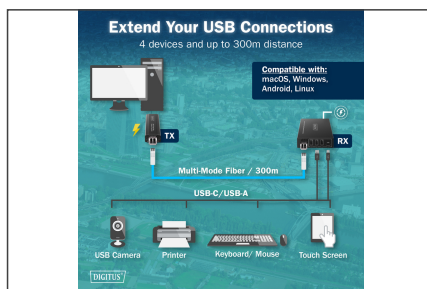 Extend Your USB Connections
4 devices and up to 300m distance
Compatible with:
macOS, Windows,
Android, Linux
TX
RX
Multi-Mode Fiber / 300m
USB-C/USB-A
USB Camera
Printer
Keyboard/ Mouse
Touch Screen
DIGITUS